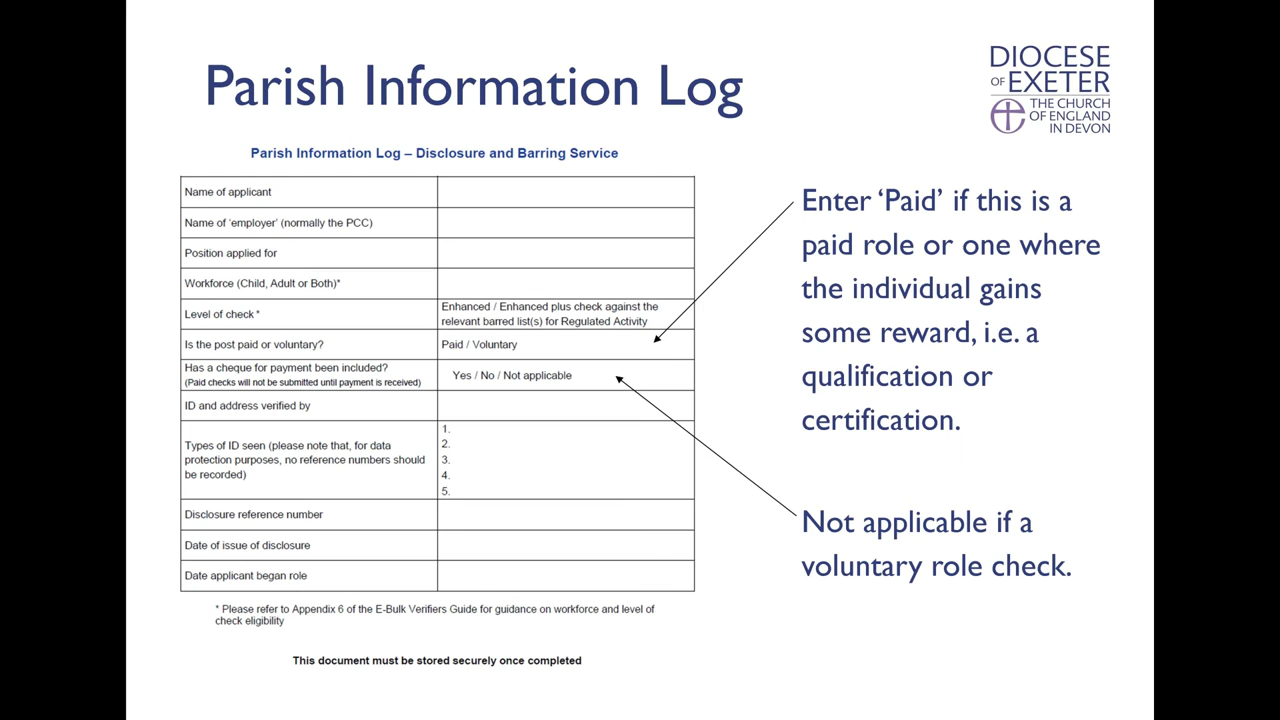 Parish Information Log
DIOCESE
OF EXETER
THE CHURCH
OF ENGLAND
IN DEVON
Parish Information Log – Disclosure and Barring Service
Name of applicant
Name of ‘employer’ (normally the PCC)
Position applied for
Workforce (Child, Adult or Both)*
Level of check *
Enhanced / Enhanced plus check against the
relevant barred list(s) for Regulated Activity
Is the post paid or voluntary?
Paid / Voluntary
Has a cheque for payment been included?
(Paid checks will not be submitted until payment is received)
Yes / No / Not applicable
ID and address verified by
Types of ID seen (please note that, for data
protection purposes, no reference numbers should
be recorded)
1.
2.
3.
4.
5.
Disclosure reference number
Date of issue of disclosure
Date applicant began role
* Please refer to Appendix 6 of the E-Bulk Verifiers Guide for guidance on workforce and level of
check eligibility
This document must be stored securely once completed
Enter ‘Paid’ if this is a
paid role or one where
the individual gains
some reward, i.e. a
qualification or
certification.
Not applicable if a
voluntary role check.